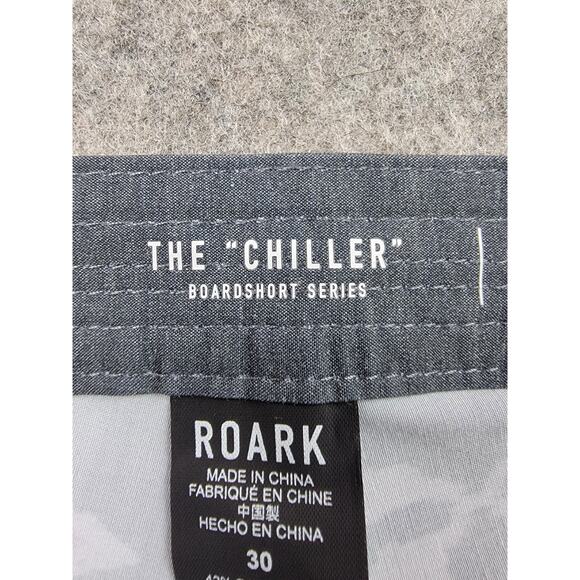 THE “CHILLER”
BOARDSHORT SERIES
ROARK
MADE IN CHINA
FABRIQUÉ EN CHINE
中国製
HECHO EN CHINA
30